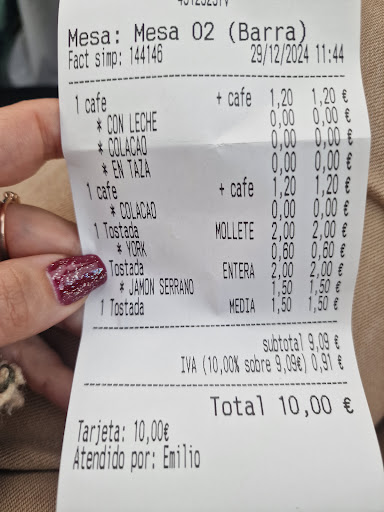 Mesa: Mesa 02 (Barra)
Fact simp: 144146 29/12/2024 11:44
1 cafe + cafe 1,20 1,20 €
* CON LECHE 0,00 0,00 €
* COLACAO 0,00 0,00 €
* EN TAZA 0,00 0,00 €
1 cafe + cafe 1,20 1,20 €
* COLACAO 0,00 0,00 €
1 Tostada MOLLETE 2,00 2,00 €
* YORK 0,60 0,60 €
Tostada ENTERA 2,00 2,00 €
* JAMON SERRANO 1,50 1,50 €
1 Tostada MEDIA 1,50 1,50 €
subtotal 9,09 €
IVA (10,00% sobre 9,09€) 0,91 €
Total 10,00 €
Tarjeta: 10,00€
Atendido por: Emilio